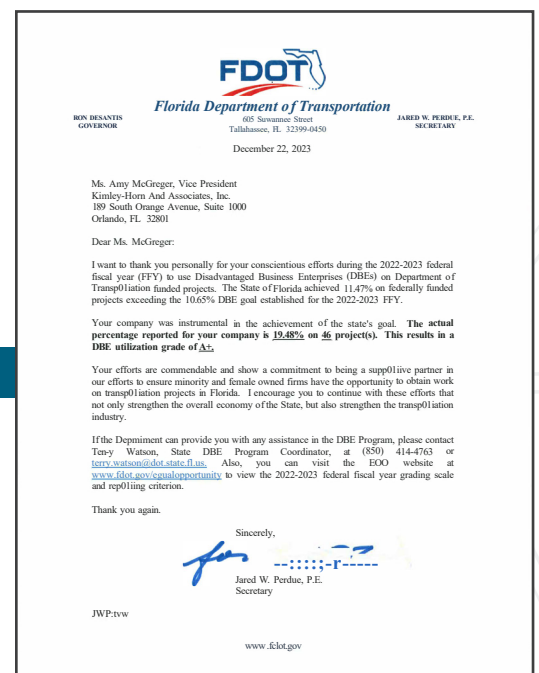 FDOT
Florida Department of Transportation
RON DESANTIS
GOVERNOR
605 Suwannee Street
Tallahassee, FL 32399-0450
JARED W. PERDUE, P.E.
SECRETARY
December 22, 2023
Ms. Amy McGreger, Vice President
Kimley-Horn And Associates, Inc.
189 South Orange Avenue, Suite 1000
Orlando, FL 32801
Dear Ms. McGreger:
I want to thank you personally for your conscientious efforts during the 2022-2023 federal
fiscal year (FFY) to use Disadvantaged Business Enterprises (DBEs) on Department of
Transp0liation funded projects. The State of Florida achieved 11.47% on federally funded
projects exceeding the 10.65% DBE goal established for the 2022-2023 FFY.
Your company was instrumental in the achievement of the state's goal. The actual
percentage reported for your company is 19.48% on 46 project(s). This results in a
DBE utilization grade of A+.
Your efforts are commendable and show a commitment to being a supp0liive partner in
our efforts to ensure minority and female owned firms have the opportunity to obtain work
on transp0liation projects in Florida. I encourage you to continue with these efforts that
not only strengthen the overall economy of the State, but also strengthen the transp0liation
industry.
If the Depmiment can provide you with any assistance in the DBE Program, please contact
Ten-y Watson, State DBE Program Coordinator, at (850) 414-4763 or
terry.watson@dot.state.fl.us. Also, you can visit the EOO website at
www.fdot.gov/egualopportunity to view the 2022-2023 federal fiscal year grading scale
and rep0liing criterion.
Thank you again.
Sincerely,
for
--::::;-r-----
Jared W. Perdue, P.E.
Secretary
JWP:tvw
www.fclot.gov